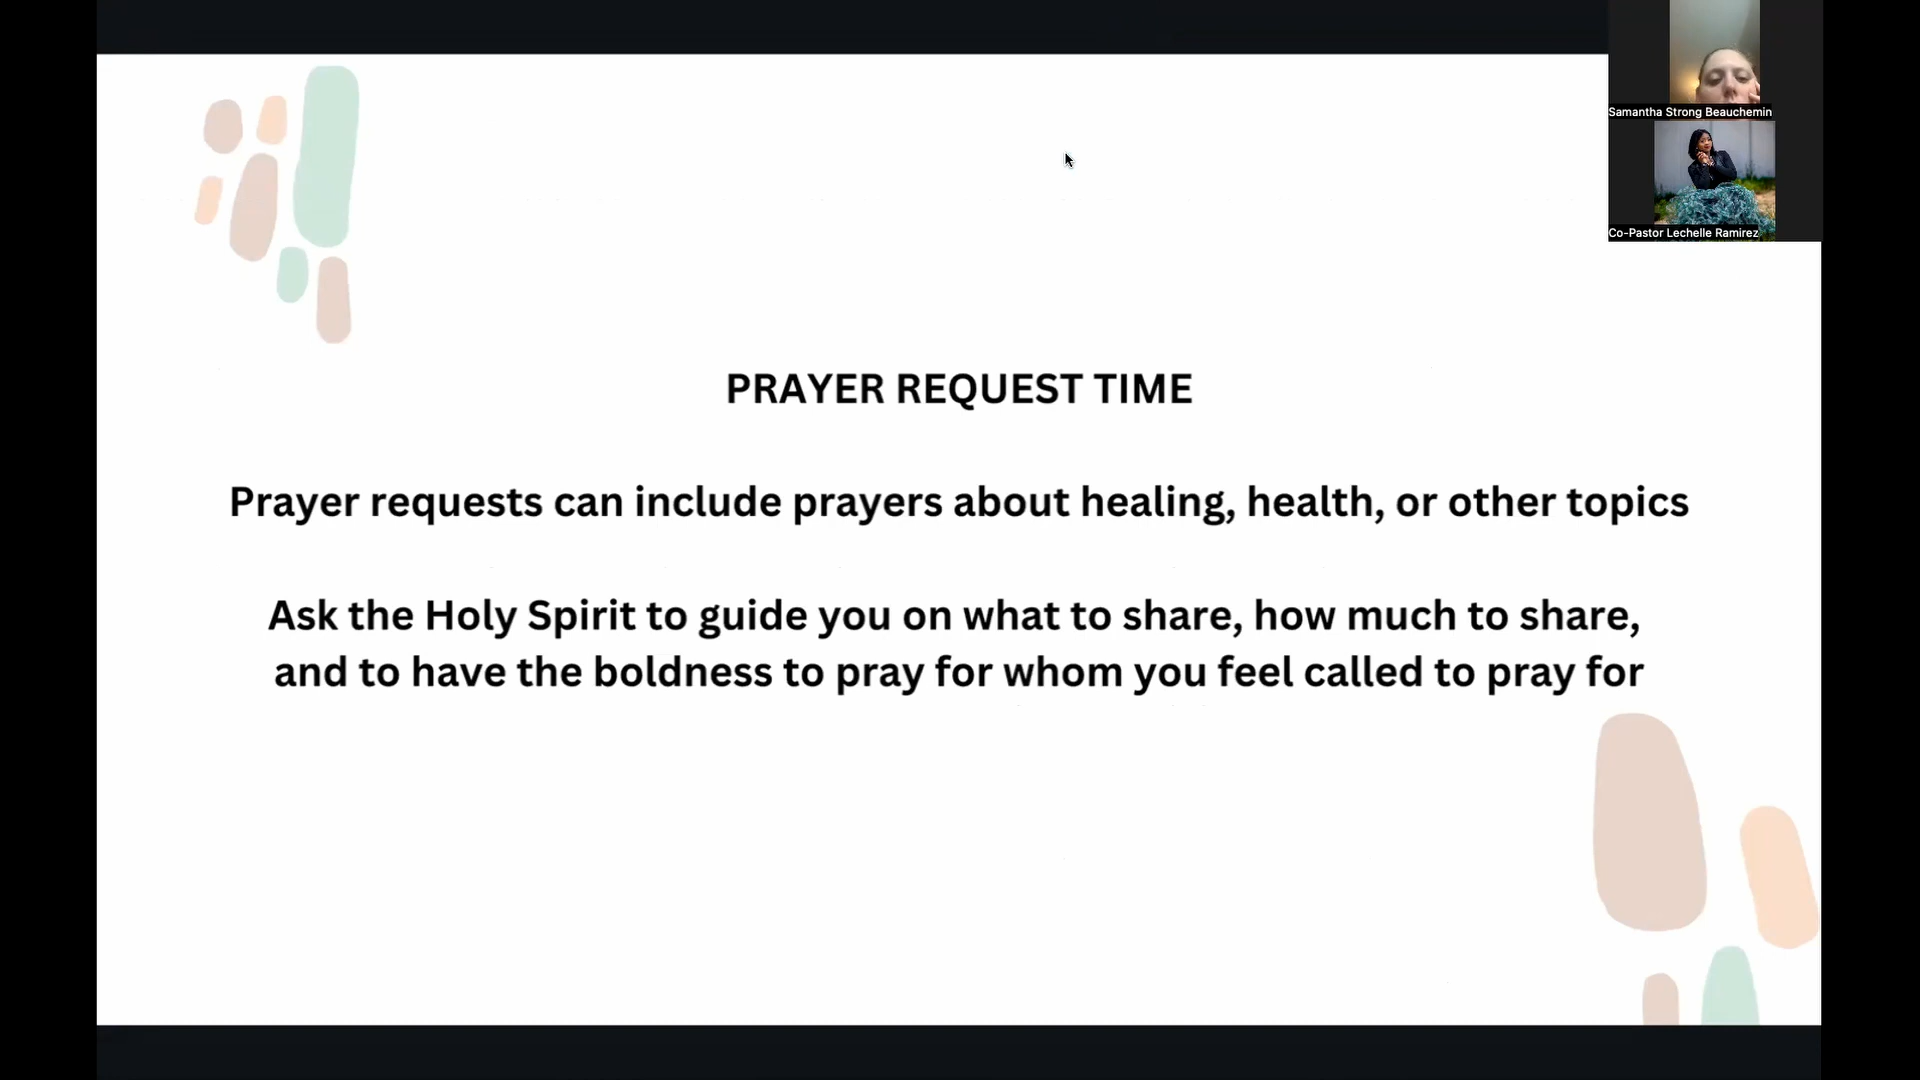 Samantha Strong Beauchemin
Co-Pastor Lechelle Ramirez
PRAYER REQUEST TIME
Prayer requests can include prayers about healing, health, or other topics
Ask the Holy Spirit to guide you on what to share, how much to share,
and to have the boldness to pray for whom you feel called to pray for